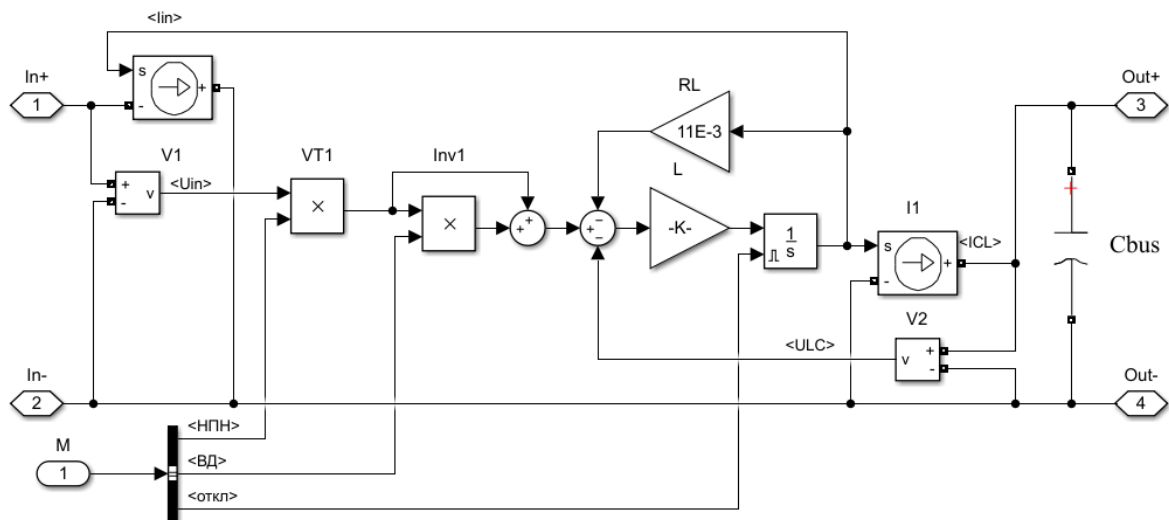 <Iin>
In+
1
s
+
-
RL
11E-3
Out+
3
V1
<Uin>
+
-
v
VT1
×
Inv1
×
+
+
−
+
−
L
-K-
1
s
I1
s
-
+
<ICL>
Cbus
V2
v
+
-
<ULC>
In-
2
Out-
4
M
1
<НПН>
<ВД>
<откл>